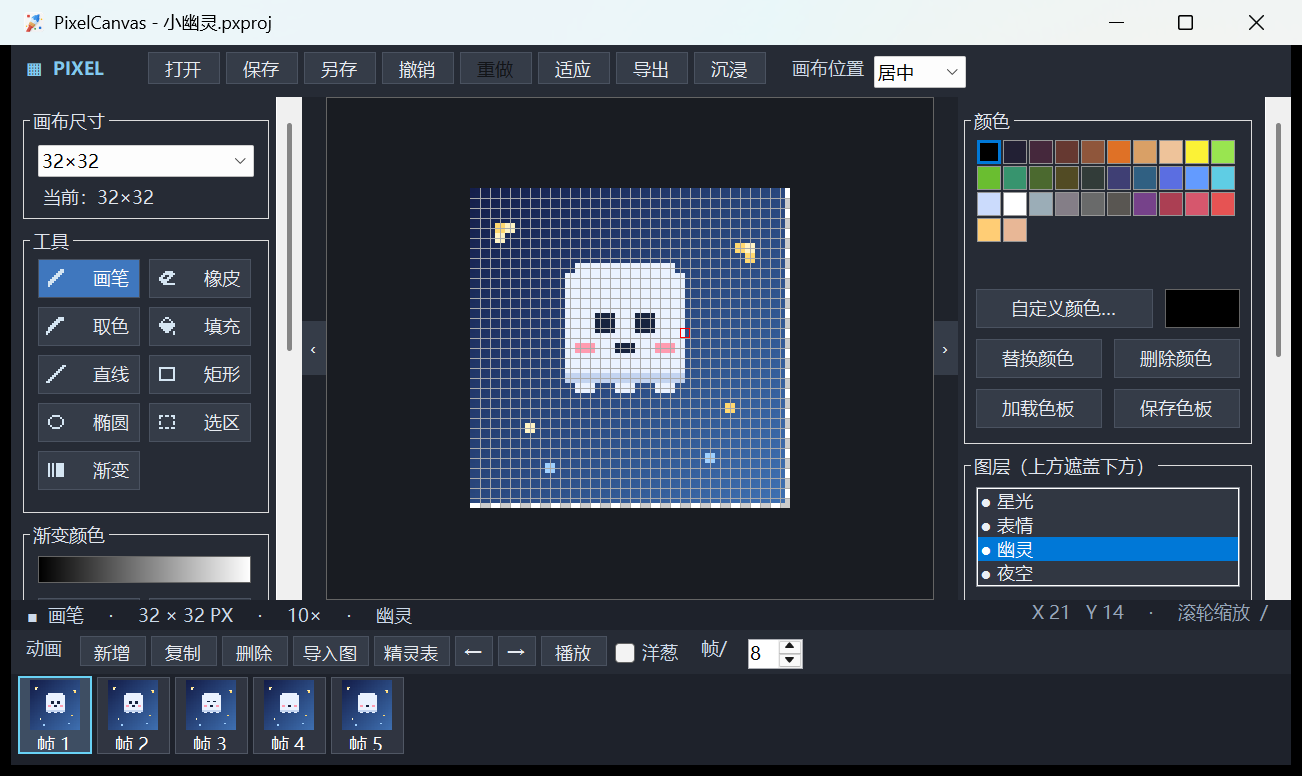 PixelCanvas - 小幽灵.pxproj
PIXEL 打开 保存 另存 撤销 重做 适应 导出 沉浸 画布位置 居中
画布尺寸
32×32
当前：32×32
工具
画笔 橡皮
取色 填充
直线 矩形
椭圆 选区
渐变
渐变颜色
‹
›
颜色
自定义颜色...
替换颜色 删除颜色
加载色板 保存色板
图层（上方遮盖下方）
● 星光
● 表情
● 幽灵
● 夜空
■ 画笔 · 32 × 32 PX · 10× · 幽灵 X 21 Y 14 · 滚轮缩放 /
动画 新增 复制 删除 导入图 精灵表 ← → 播放 洋葱 帧/ 8
帧 1 帧 2 帧 3 帧 4 帧 5